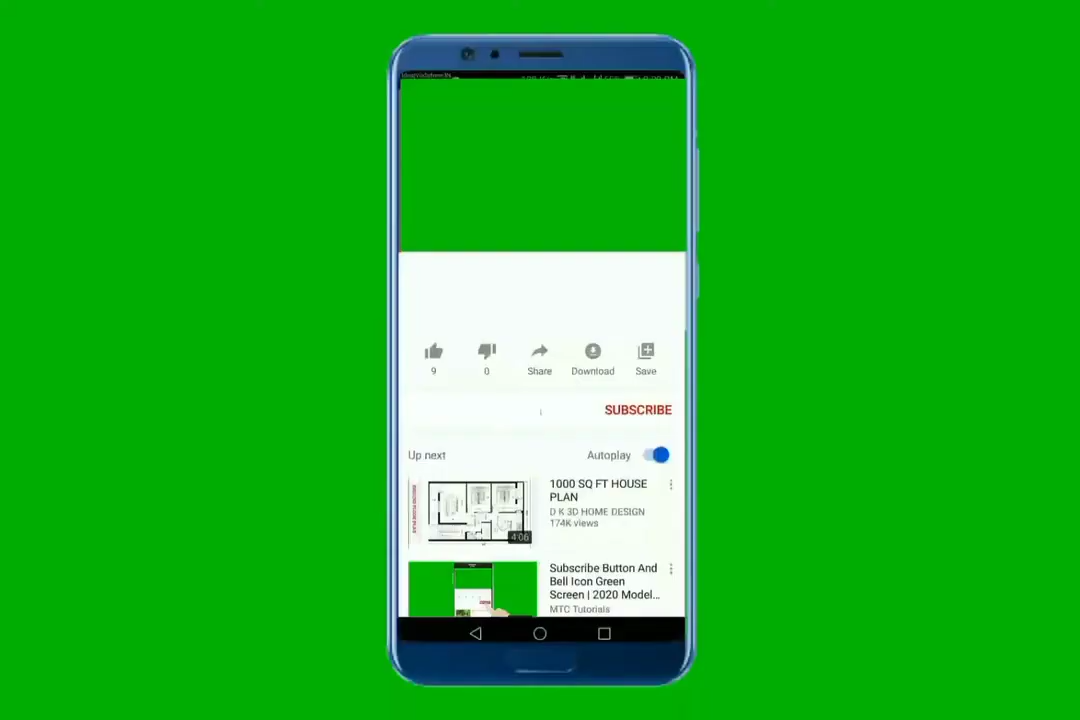 9
0
Share
Download
Save
SUBSCRIBE
Up next
Autoplay
1000 SQ FT HOUSE
PLAN
D K 3D HOME DESIGN
174K views
4:06
Subscribe Button And
Bell Icon Green
Screen | 2020 Model...
MTC Tutorials